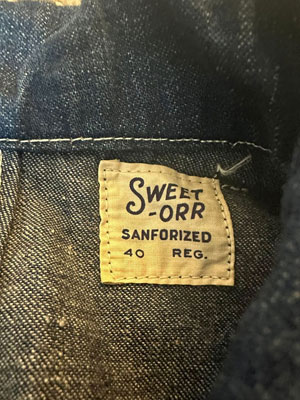 SWEET
-ORR
SANFORIZED
40 REG.